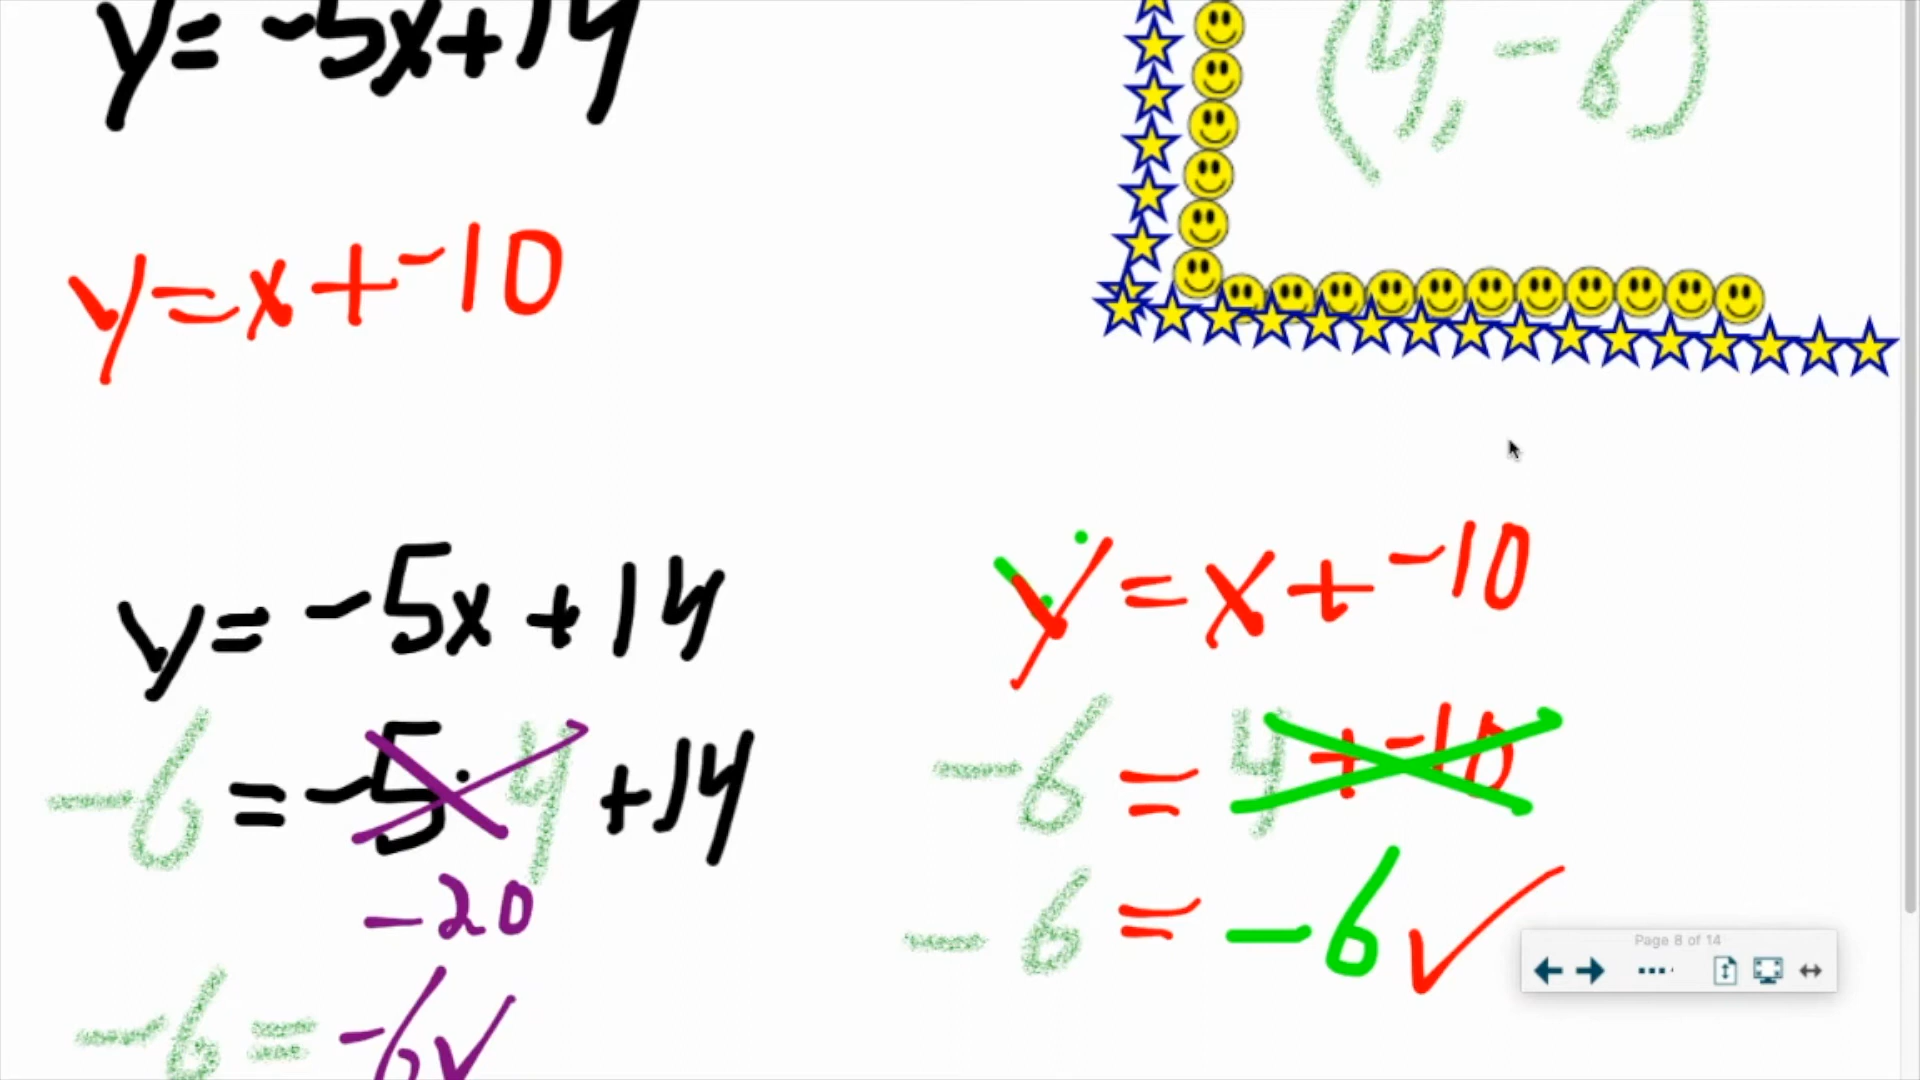 y = -5x+14
(4, -6)
y = x + -10
y = -5x + 14
-6 = -5 · 4 + 14
-20
-6 = -6 ✓
y = x + -10
-6 = 4 + -10
-6 = -6 ✓
Page 8 of 14